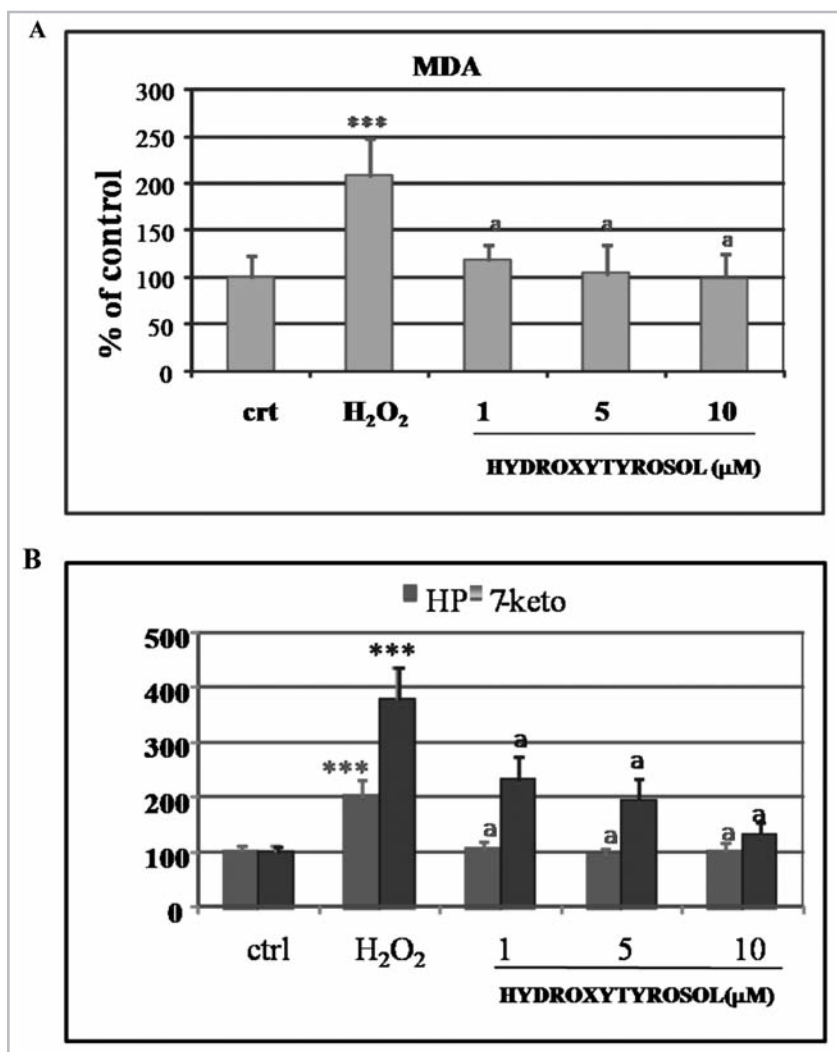 A
MDA
% of control
300
250
200
150
100
50
0
***
a a a
crt H₂O₂ 1 5 10
HYDROXYTYROSOL (μM)
B
HP 7-keto
500
400
300
200
100
0
*** ***
a a a a a a
ctrl H₂O₂ 1 5 10
HYDROXYTYROSOL(μM)